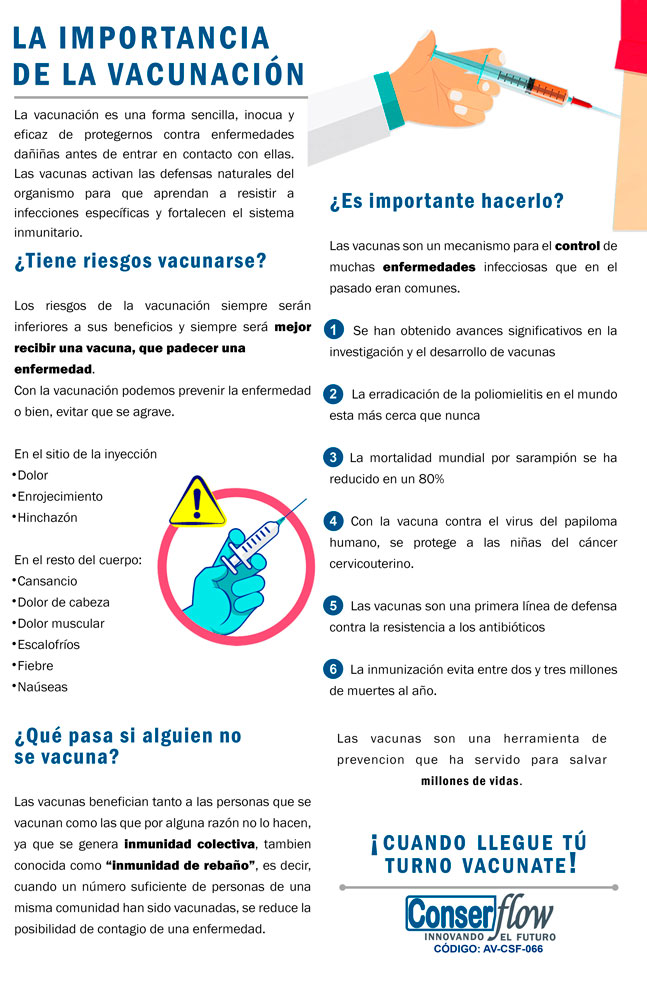 LA IMPORTANCIA
DE LA VACUNACIÓN
La vacunación es una forma sencilla, inocua y
eficaz de protegernos contra enfermedades
dañiñas antes de entrar en contacto con ellas.
Las vacunas activan las defensas naturales del
organismo para que aprendan a resistir a
infecciones específicas y fortalecen el sistema
inmunitario.
¿Tiene riesgos vacunarse?
Los riesgos de la vacunación siempre serán
inferiores a sus beneficios y siempre será mejor
recibir una vacuna, que padecer una
enfermedad.
Con la vacunación podemos prevenir la enfermedad
o bien, evitar que se agrave.
En el sitio de la inyección
•Dolor
•Enrojecimiento
•Hinchazón
En el resto del cuerpo:
•Cansancio
•Dolor de cabeza
•Dolor muscular
•Escalofríos
•Fiebre
•Naúseas
¿Qué pasa si alguien no
se vacuna?
Las vacunas benefician tanto a las personas que se
vacunan como las que por alguna razón no lo hacen,
ya que se genera inmunidad colectiva, tambien
conocida como “inmunidad de rebaño”, es decir,
cuando un número suficiente de personas de una
misma comunidad han sido vacunadas, se reduce la
posibilidad de contagio de una enfermedad.
¿Es importante hacerlo?
Las vacunas son un mecanismo para el control de
muchas enfermedades infecciosas que en el
pasado eran comunes.
1 Se han obtenido avances significativos en la
investigación y el desarrollo de vacunas
2 La erradicación de la poliomielitis en el mundo
esta más cerca que nunca
3 La mortalidad mundial por sarampión se ha
reducido en un 80%
4 Con la vacuna contra el virus del papiloma
humano, se protege a las niñas del cáncer
cervicouterino.
5 Las vacunas son una primera línea de defensa
contra la resistencia a los antibióticos
6 La inmunización evita entre dos y tres millones
de muertes al año.
Las vacunas son una herramienta de
prevencion que ha servido para salvar
millones de vidas.
¡CUANDO LLEGUE TÚ
TURNO VACUNATE!
Conserflow
INNOVANDO EL FUTURO
CÓDIGO: AV-CSF-066